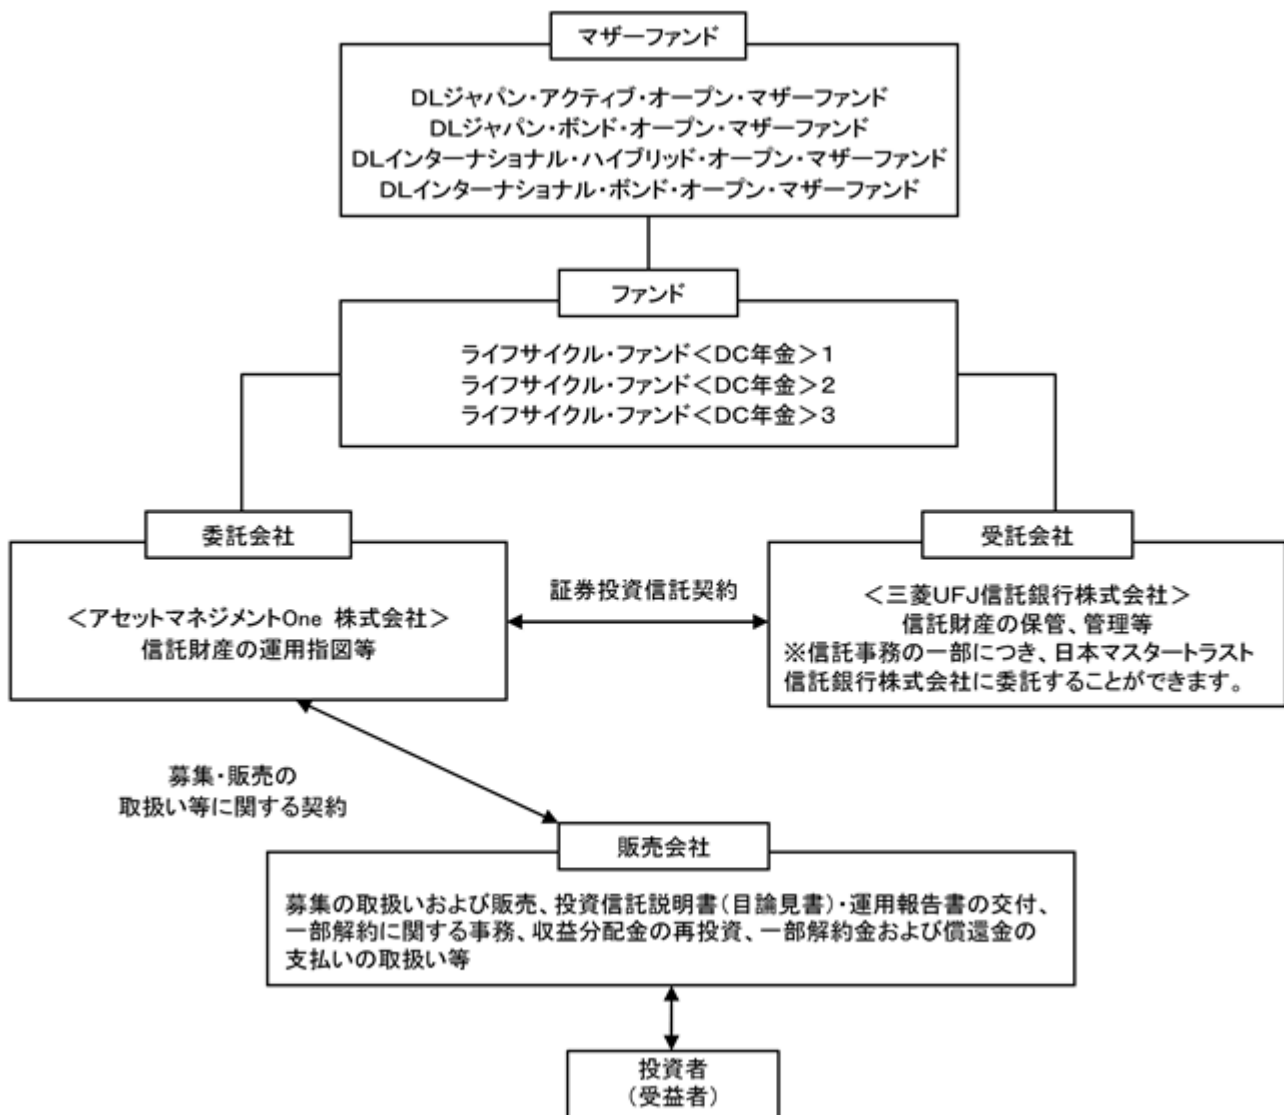 マザーファンド
DLジャパン・アクティブ・オープン・マザーファンド
DLジャパン・ボンド・オープン・マザーファンド
DLインターナショナル・ハイブリッド・オープン・マザーファンド
DLインターナショナル・ボンド・オープン・マザーファンド
ファンド
ライフサイクル・ファンド＜DC年金＞1
ライフサイクル・ファンド＜DC年金＞2
ライフサイクル・ファンド＜DC年金＞3
委託会社
＜アセットマネジメントOne 株式会社＞
信託財産の運用指図等
証券投資信託契約
受託会社
＜三菱UFJ信託銀行株式会社＞
信託財産の保管、管理等
※信託事務の一部につき、日本マスタートラスト
信託銀行株式会社に委託することができます。
募集・販売の
取扱い等に関する契約
販売会社
募集の取扱いおよび販売、投資信託説明書（目論見書）・運用報告書の交付、
一部解約に関する事務、収益分配金の再投資、一部解約金および償還金の
支払いの取扱い等
投資者
（受益者）